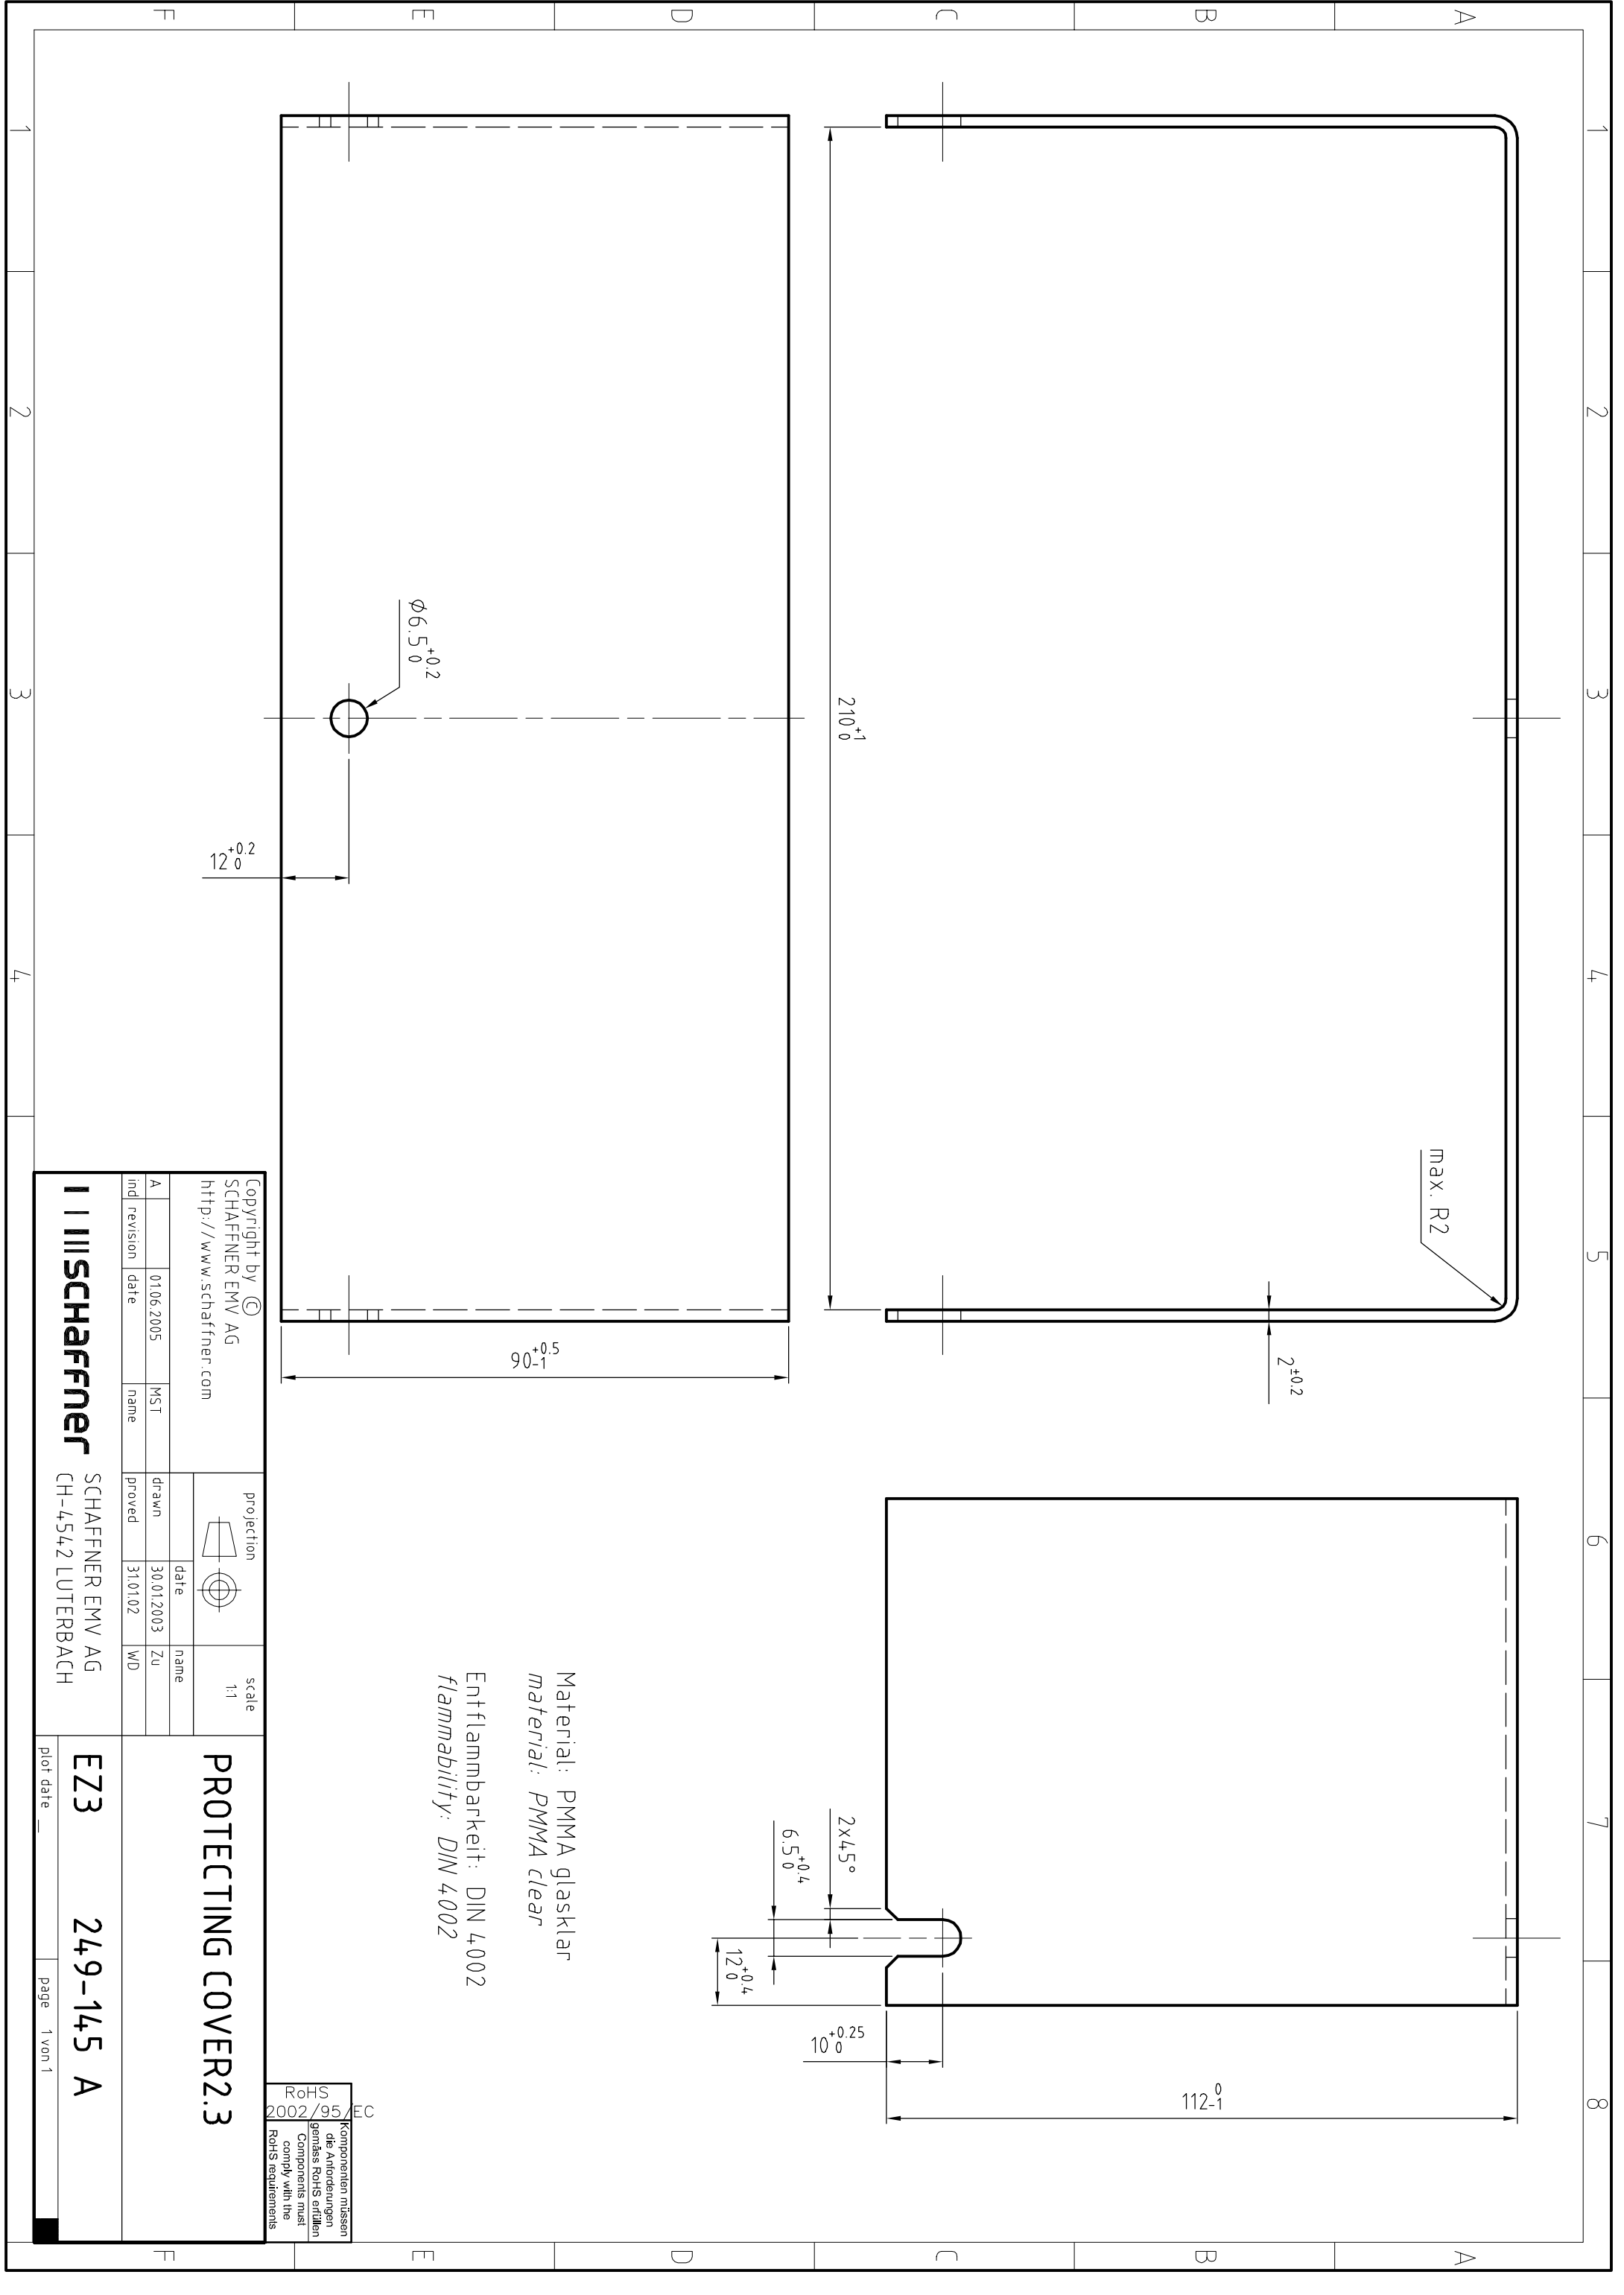 1 2 3 4 5 6 7 8
A
B
C
D
E
F
max. R2
2±0.2
210 +1 0
112 0 -1
10 +0.25 0
12 +0.4 0
6.5 +0.4 0
2x45°
Ø6.5 +0.2 0
12 +0.2 0
90 +0.5 -1
Material: PMMA glasklar
material: PMMA clear
Entflammbarkeit: DIN 4002
flammability: DIN 4002
RoHS
2002/95/EC
Komponenten müssen
die Anforderungen
gemäss RoHS erfüllen
Components must
comply with the
RoHS requirements
Copyright by ©
SCHAFFNER EMV AG
http://www.schaffner.com
projection
scale
1:1
PROTECTING COVER2.3
date name
A 01.06.2005 MST drawn 30.01.2003 Zu
ind revision date name proved 31.01.02 WD
SCHAFFNER
SCHAFFNER EMV AG
CH-4542 LUTERBACH
EZ3 249-145 A
plot date _
page 1 von 1
A
B
C
D
E
F
1 2 3 4